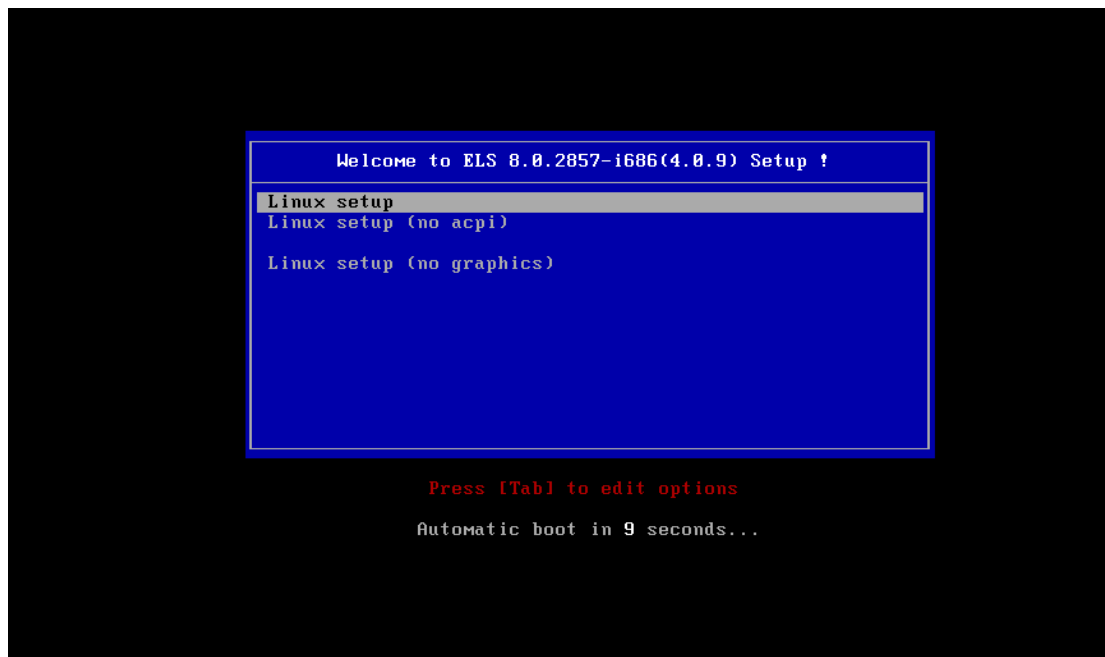 Welcome to ELS 8.0.2857-i686(4.0.9) Setup !
Linux setup
Linux setup (no acpi)
Linux setup (no graphics)
Press [Tab] to edit options
Automatic boot in 9 seconds...